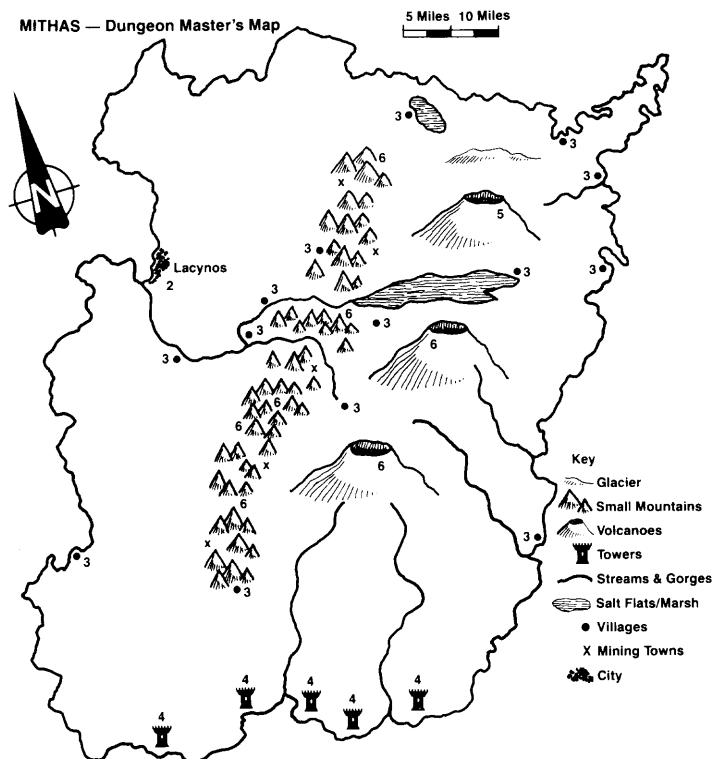 MITHAS — Dungeon Master's Map
5 Miles 10 Miles
3
3
6
3
x
N
5
3
x
Lacynos
2
3
3
3
6
3
3
6
3
x
6
3
6
6
x
6
3
x
3
3
4
4
4
4
4
Key
Glacier
Small Mountains
Volcanoes
Towers
Streams & Gorges
Salt Flats/Marsh
Villages
x Mining Towns
City